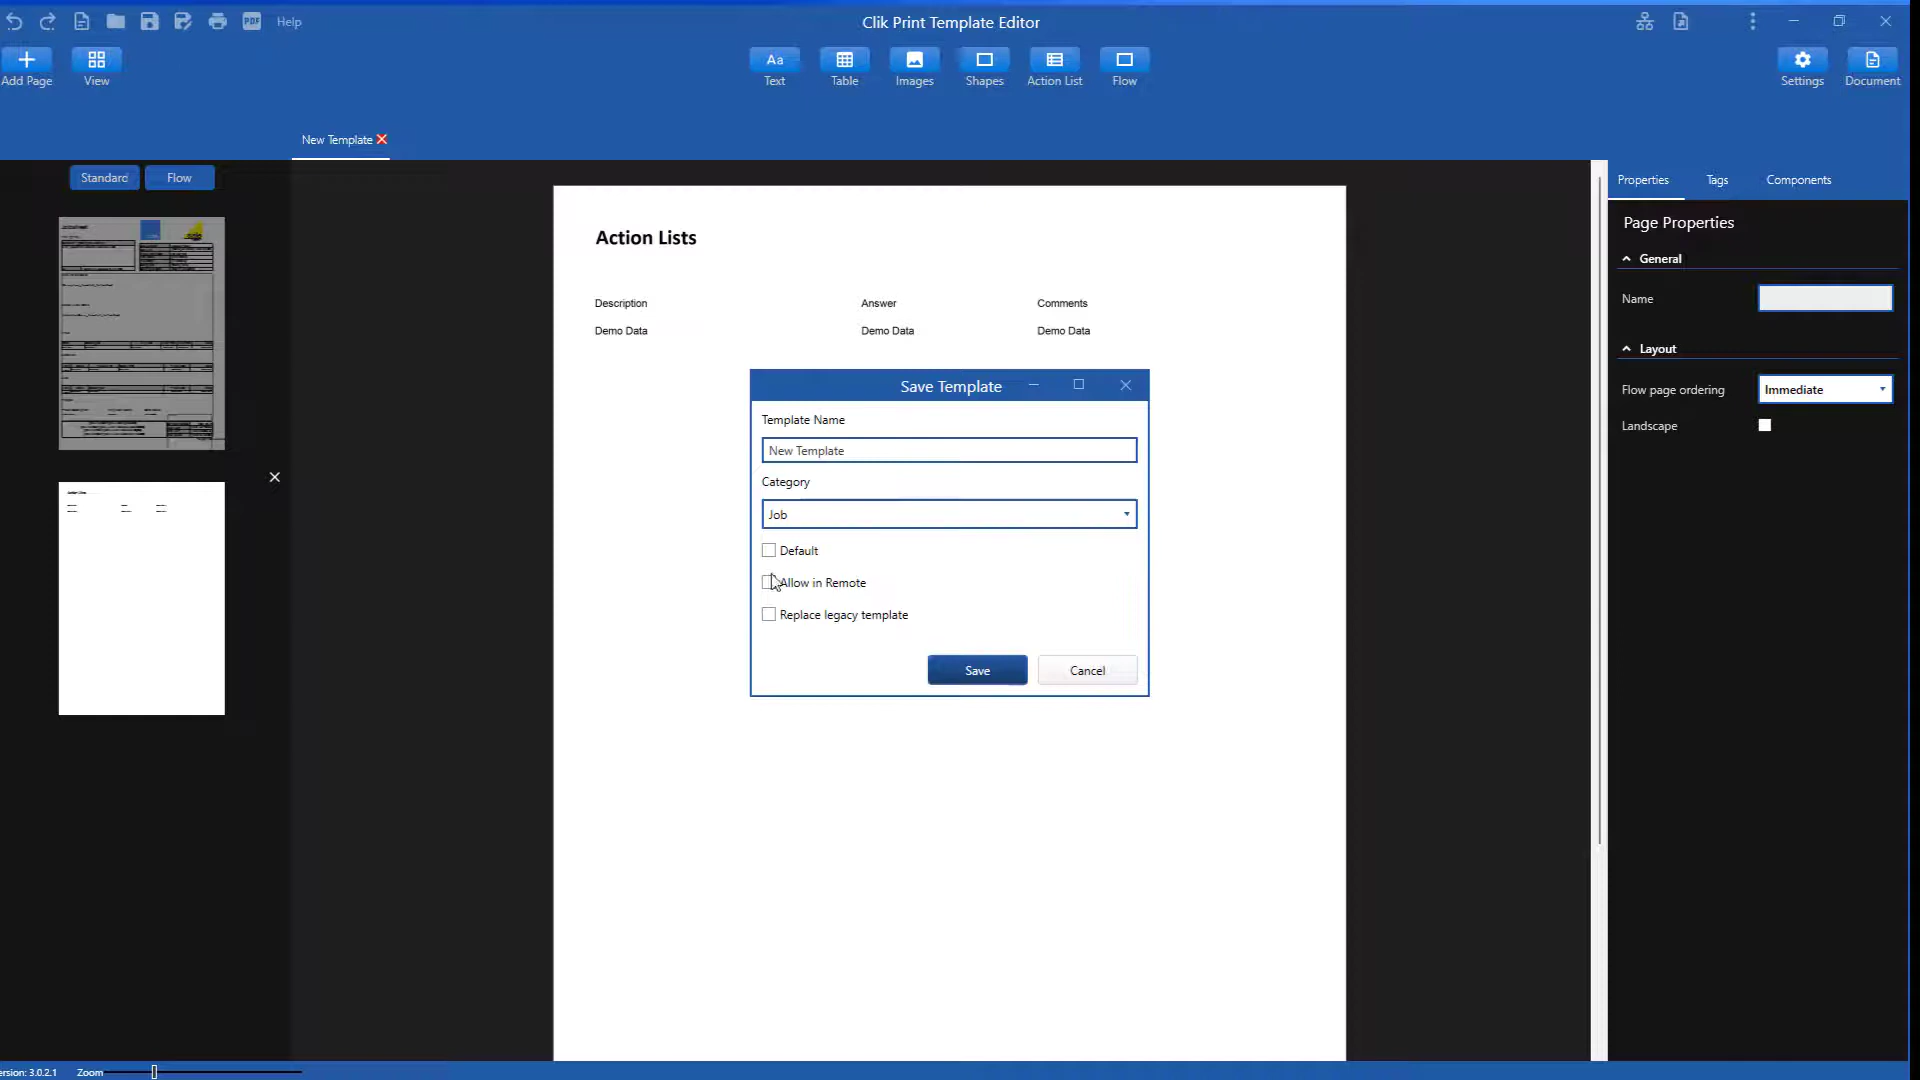 Help
Clik Print Template Editor
Add Page
View
Aa
Text
Table
Images
Shapes
Action List
Flow
Settings
Document
New Template
Standard
Flow
Properties
Tags
Components
Page Properties
General
Name
Layout
Flow page ordering
Immediate
Landscape
Action Lists
Description
Answer
Comments
Demo Data
Demo Data
Demo Data
Save Template
Template Name
New Template
Category
Job
Default
Allow in Remote
Replace legacy template
Save
Cancel
ersion: 3.0.2.1
Zoom
PDF